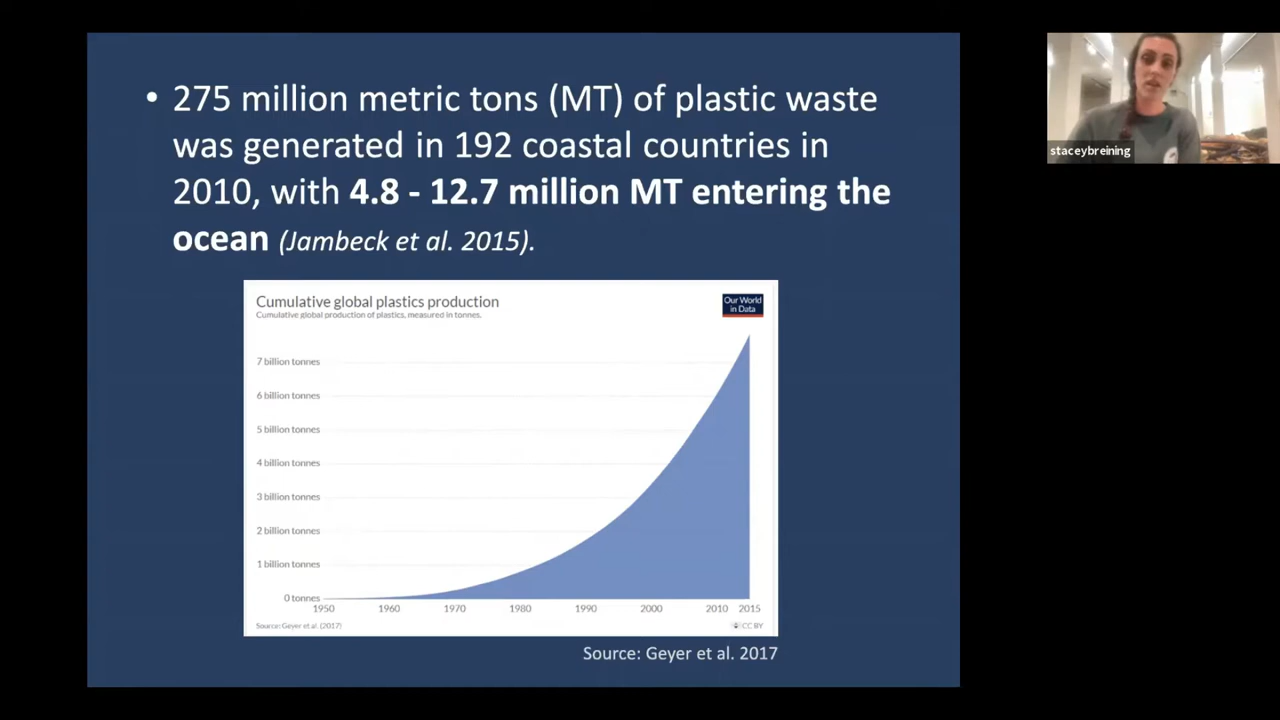 • 275 million metric tons (MT) of plastic waste
was generated in 192 coastal countries in
2010, with 4.8 - 12.7 million MT entering the
ocean (Jambeck et al. 2015).
staceybreining
Cumulative global plastics production
Cumulative global production of plastics, measured in tonnes.
Our World
in Data
7 billion tonnes
6 billion tonnes
5 billion tonnes
4 billion tonnes
3 billion tonnes
2 billion tonnes
1 billion tonnes
0 tonnes
1950 1960 1970 1980 1990 2000 2010 2015
Source: Geyer et al. (2017)
CC BY
Source: Geyer et al. 2017